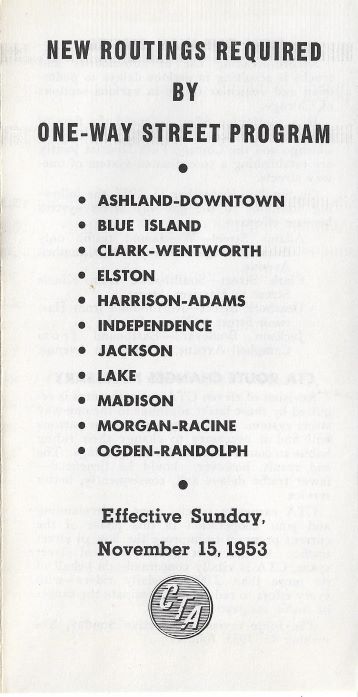 NEW ROUTINGS REQUIRED
BY
ONE-WAY STREET PROGRAM
•
• ASHLAND-DOWNTOWN
• BLUE ISLAND
• CLARK-WENTWORTH
• ELSTON
• HARRISON-ADAMS
• INDEPENDENCE
• JACKSON
• LAKE
• MADISON
• MORGAN-RACINE
• OGDEN-RANDOLPH
•
Effective Sunday,
November 15, 1953
CTA